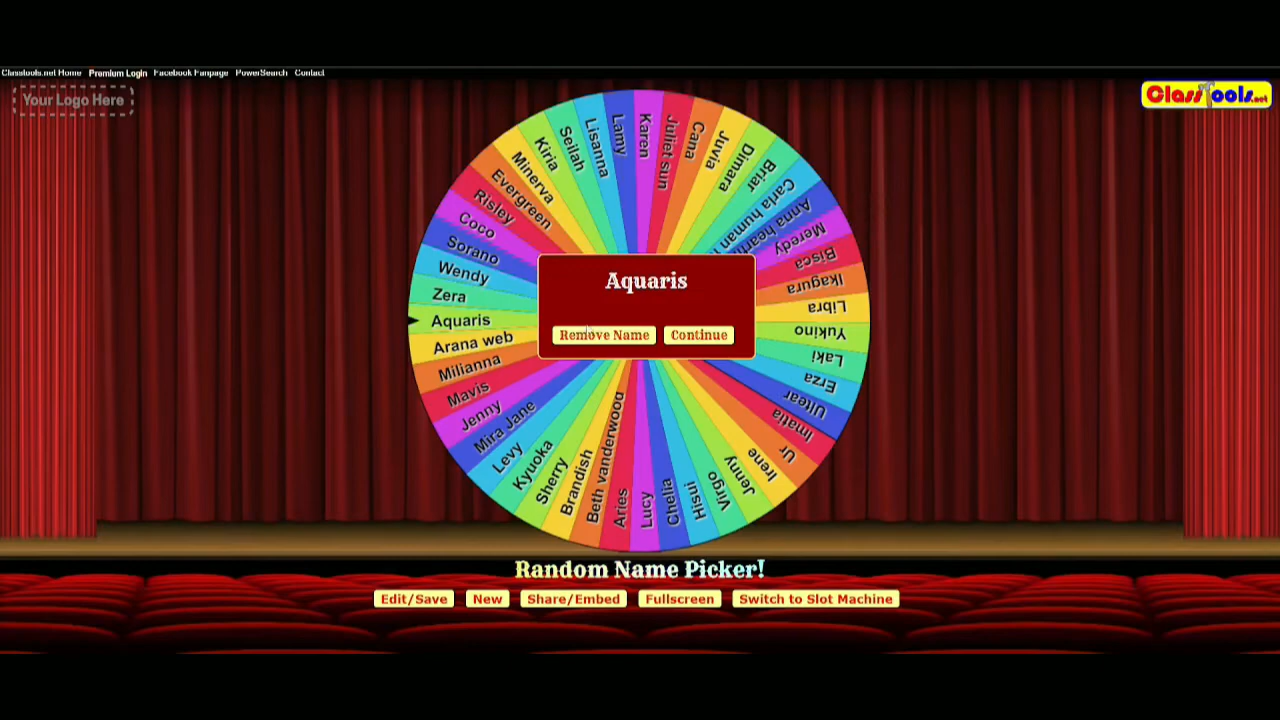 Classtools.net Home Premium Login Facebook Fanpage PowerSearch Contact
Your Logo Here
ClassTools.net
Karen
Juliet sun
Cana
Juvia
Dimara
Briar
Carla human
Anna heartf
Meredy
Bisca
Ikagura
Libra
Yukino
Laki
Erza
Ultear
Imatia
Ur
Irene
Jenny
Virgo
Hisui
Chelia
Lucy
Aries
Beth vanderwood
Brandish
Sherry
Kyuoka
Levy
Mira Jane
Jenny
Mavis
Milianna
Arana web
Aquaris
Zera
Wendy
Sorano
Coco
Risley
Evergreen
Minerva
Kiria
Seilah
Lisanna
Lamy
Aquaris
Remove Name Continue
Random Name Picker!
Edit/Save New Share/Embed Fullscreen Switch to Slot Machine